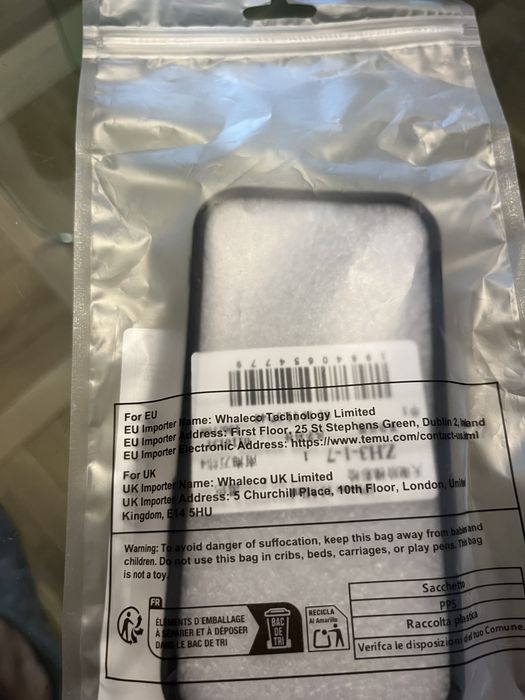 For EU
EU Importer Name: Whaleco Technology Limited
EU Importer Address: First Floor, 25 St Stephens Green, Dublin 2, Ireland
EU Importer Electronic Address: https://www.temu.com/contact-us.html
For UK
UK Importer Name: Whaleco UK Limited
UK Importer Address: 5 Churchill Place, 10th Floor, London, United
Kingdom, E14 5HU
Warning: To avoid danger of suffocation, keep this bag away from babies and
children. Do not use this bag in cribs, beds, carriages, or play pens. This bag
is not a toy.
FR
ÉLÉMENTS D'EMBALLAGE
À SÉPARER ET À DÉPOSER
DANS LE BAC DE TRI
BAC
DE
TRI
RECICLA
Al Amarillo
Sacchetto
PP5
Raccolta plastica
Verifca le disposizioni del tuo Comune.